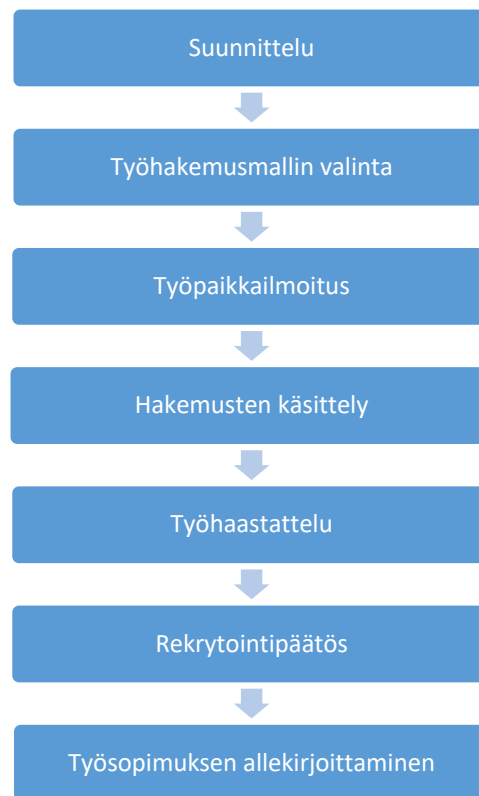 Suunnittelu
Työhakemusmallin valinta
Työpaikkailmoitus
Hakemusten käsittely
Työhaastattelu
Rekrytointipäätös
Työsopimuksen allekirjoittaminen